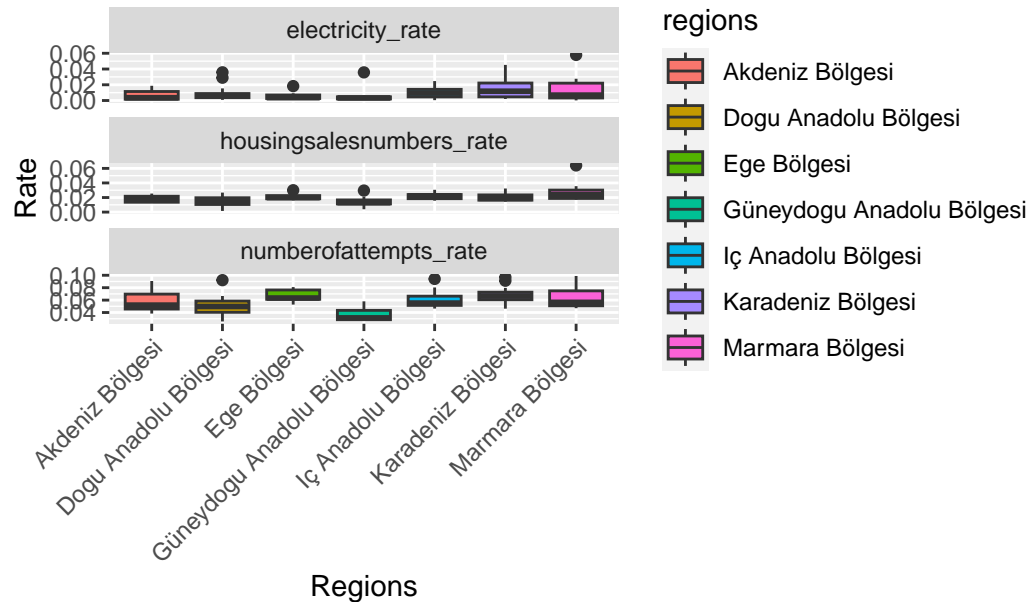 electricity_rate
0.06
0.04
0.02
0.00
housingsalesnumbers_rate
0.06
0.04
0.02
0.00
numberofattempts_rate
0.10
0.08
0.06
0.04
Rate
Akdeniz Bölgesi
Dogu Anadolu Bölgesi
Ege Bölgesi
Güneydogu Anadolu Bölgesi
Iç Anadolu Bölgesi
Karadeniz Bölgesi
Marmara Bölgesi
Regions
regions
Akdeniz Bölgesi
Dogu Anadolu Bölgesi
Ege Bölgesi
Güneydogu Anadolu Bölgesi
Iç Anadolu Bölgesi
Karadeniz Bölgesi
Marmara Bölgesi